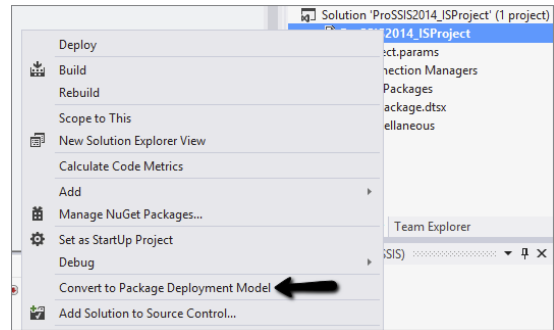 Solution 'ProSSIS2014_ISProject' (1 project)
2014_ISProject
Deploy
ect.params
Build
nection Managers
Rebuild
Packages
ackage.dtsx
Scope to This
ellaneous
New Solution Explorer View
Calculate Code Metrics
Add
Manage NuGet Packages...
Team Explorer
Set as StartUp Project
SSIS)
Debug
Convert to Package Deployment Model
Add Solution to Source Control...